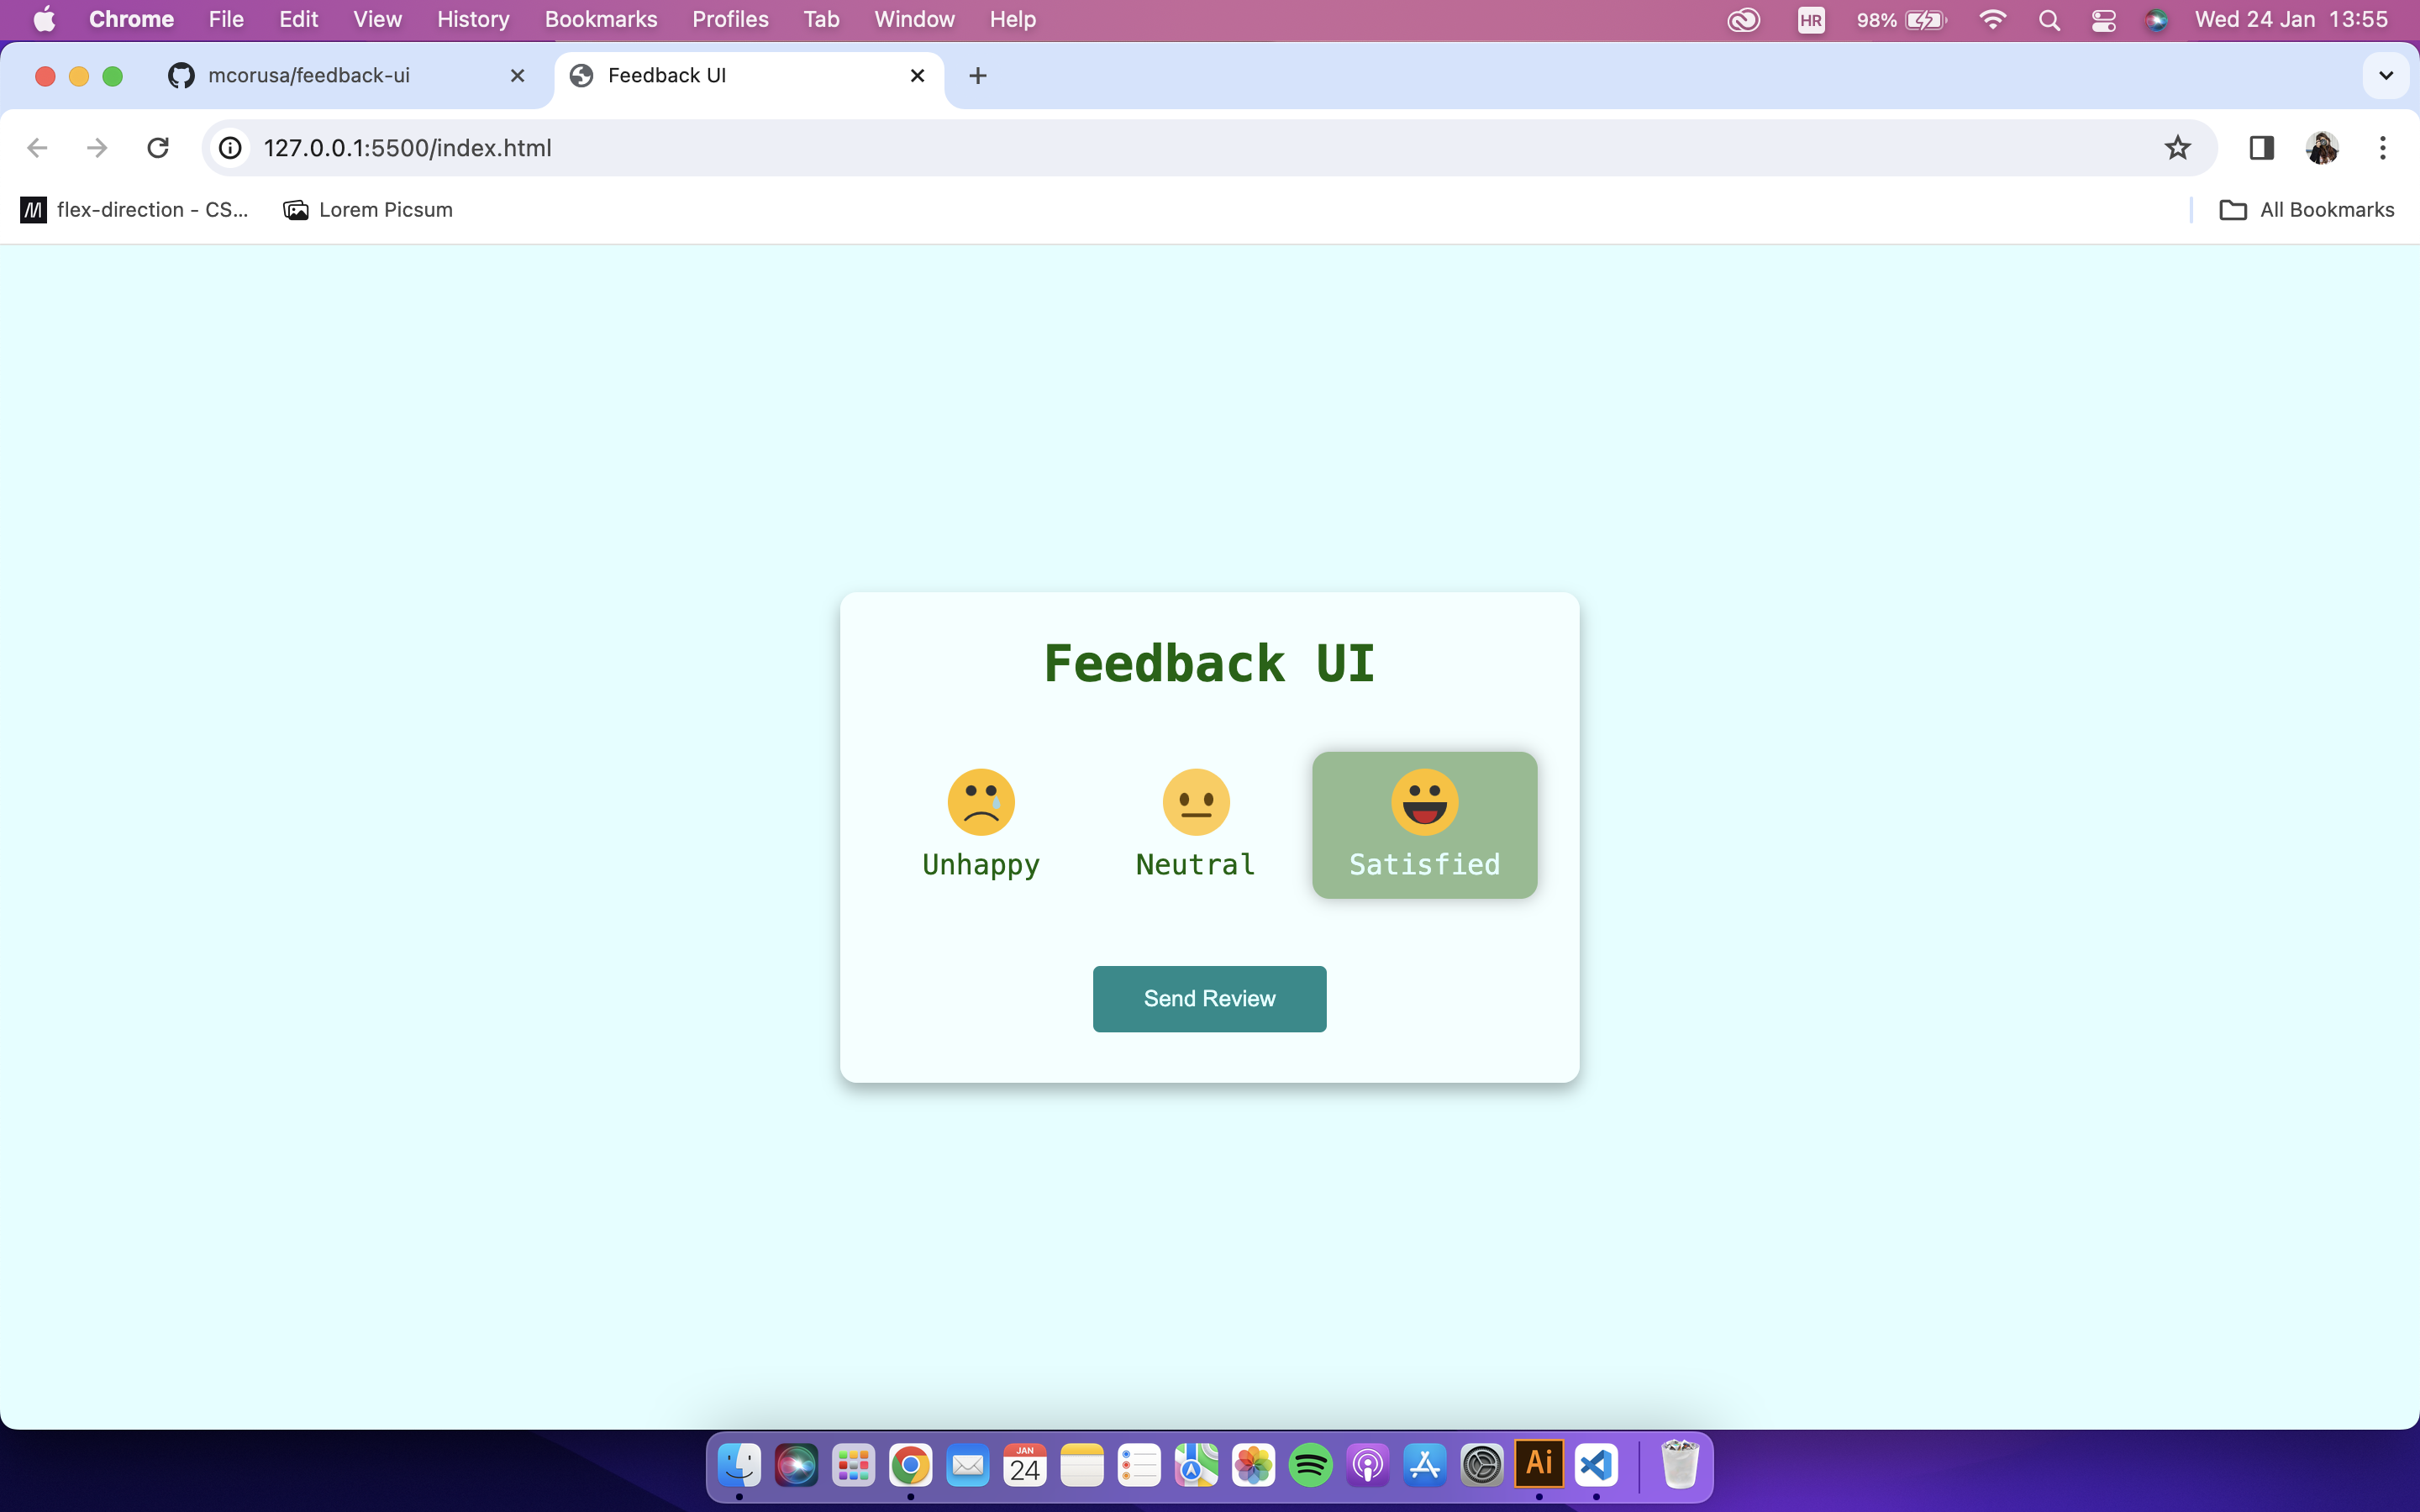 Chrome File Edit View History Bookmarks Profiles Tab Window Help HR 98% Wed 24 Jan 13:55
mcorusa/feedback-ui Feedback UI
127.0.0.1:5500/index.html
flex-direction - CS... Lorem Picsum All Bookmarks
Feedback UI
Unhappy Neutral Satisfied
Send Review
JAN
24 Ai